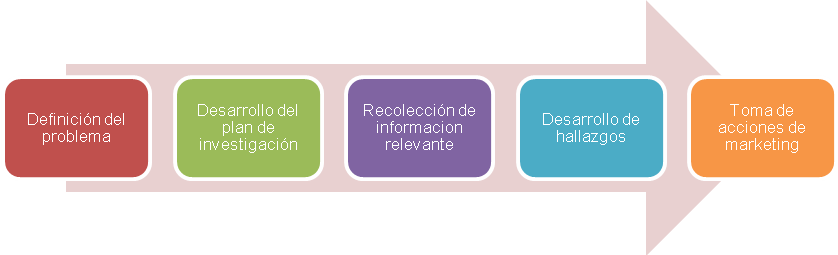 Definición del
problema
Desarrollo del
plan de
investigación
Recolección de
informacion
relevante
Desarrollo de
hallazgos
Toma de
acciones de
marketing